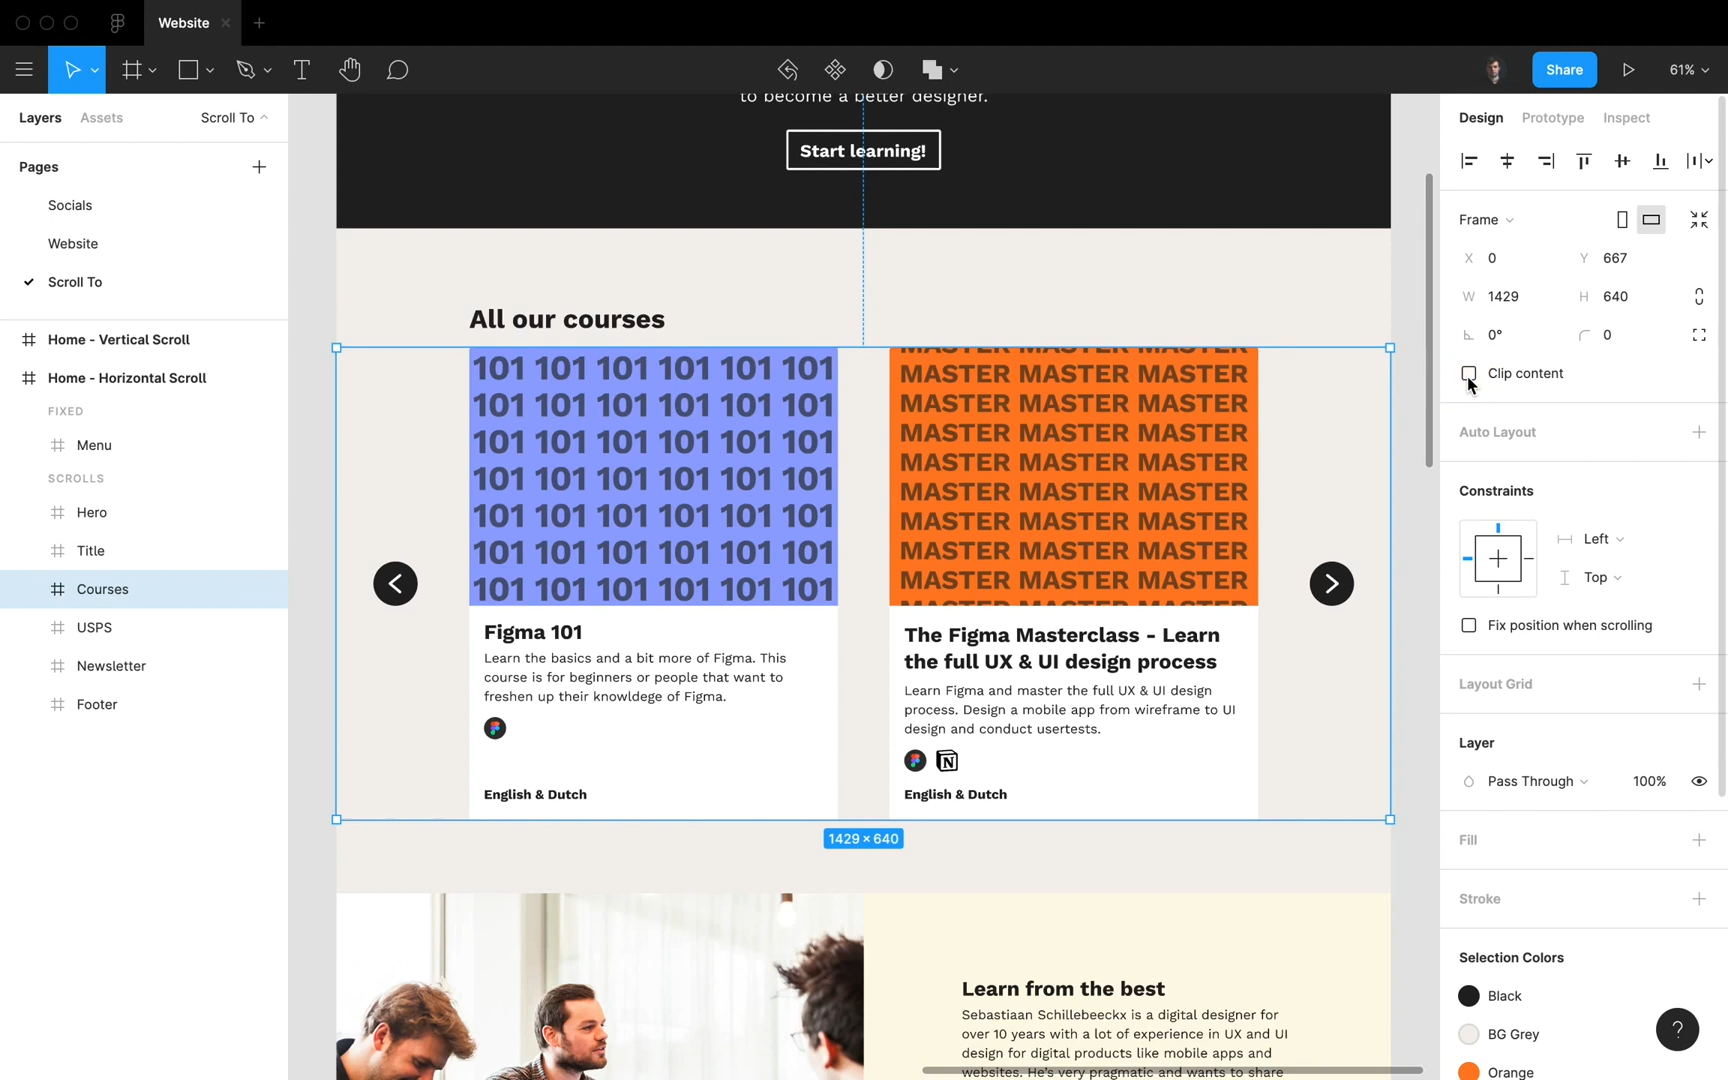 Website
Share
61%
Layers
Assets
Scroll To
Pages
Socials
Website
Scroll To
Home - Vertical Scroll
Home - Horizontal Scroll
FIXED
Menu
SCROLLS
Hero
Title
Courses
USPS
Newsletter
Footer
to become a better designer.
Start learning!
All our courses
101 101 101 101 101 101
101 101 101 101 101 101
101 101 101 101 101 101
101 101 101 101 101 101
101 101 101 101 101 101
101 101 101 101 101 101
101 101 101 101 101 101
Figma 101
Learn the basics and a bit more of Figma. This
course is for beginners or people that want to
freshen up their knowldege of Figma.
English & Dutch
MASTER MASTER MASTER
MASTER MASTER MASTER
MASTER MASTER MASTER
MASTER MASTER MASTER
MASTER MASTER MASTER
MASTER MASTER MASTER
MASTER MASTER MASTER
MASTER MASTER MASTER
MASTER MASTER MASTER
MASTER MASTER MASTER
The Figma Masterclass - Learn
the full UX & UI design process
Learn Figma and master the full UX & UI design
process. Design a mobile app from wireframe to UI
design and conduct usertests.
N
English & Dutch
1429 × 640
Learn from the best
Sebastiaan Schillebeeckx is a digital designer for
over 10 years with a lot of experience in UX and UI
design for digital products like mobile apps and
websites. He's very pragmatic and wants to share
Design
Prototype
Inspect
Frame
X 0
Y 667
W 1429
H 640
0°
0
Clip content
Auto Layout
Constraints
Left
Top
Fix position when scrolling
Layout Grid
Layer
Pass Through
100%
Fill
Stroke
Selection Colors
Black
BG Grey
Orange
?